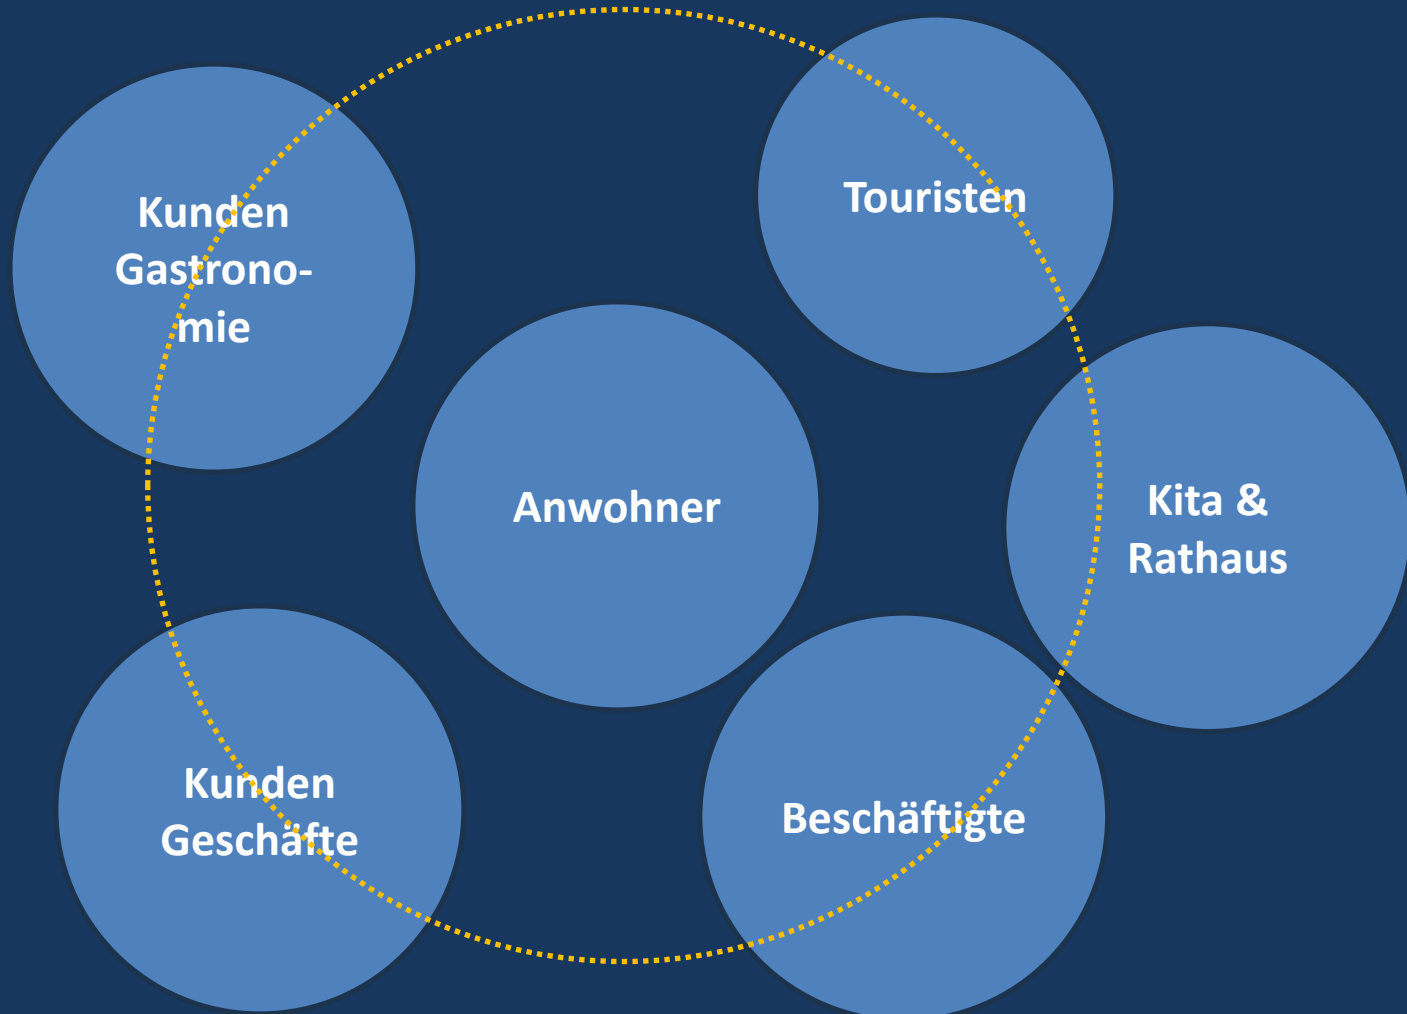 Kunden
Gastrono-
mie
Touristen
Anwohner
Kita &
Rathaus
Kunden
Geschäfte
Beschäftigte